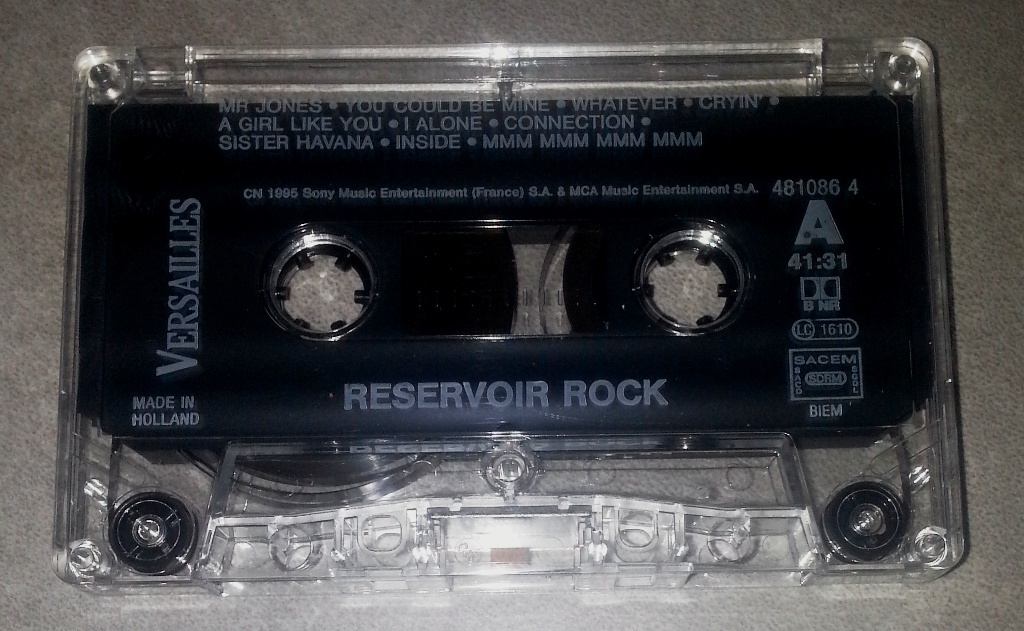 MR JONES • YOU COULD BE MINE • WHATEVER • CRYIN' •
A GIRL LIKE YOU • I ALONE • CONNECTION •
SISTER HAVANA • INSIDE • MMM MMM MMM MMM
CN 1995 Sony Music Entertainment (France) S.A. & MCA Music Entertainment S.A.
481086 4
A
41:31
B NR
LC 1610
SACEM
SACD SDRM SGDL
BIEM
VERSAILLES
MADE IN
HOLLAND
RESERVOIR ROCK